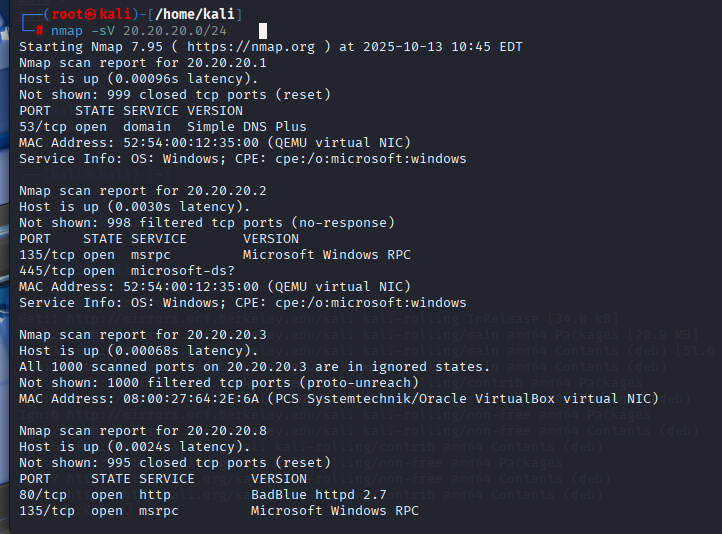 ┌──(root㉿kali)-[/home/kali]
└─# nmap -sV 20.20.20.0/24
Starting Nmap 7.95 ( https://nmap.org ) at 2025-10-13 10:45 EDT
Nmap scan report for 20.20.20.1
Host is up (0.00096s latency).
Not shown: 999 closed tcp ports (reset)
PORT   STATE SERVICE VERSION
53/tcp open  domain  Simple DNS Plus
MAC Address: 52:54:00:12:35:00 (QEMU virtual NIC)
Service Info: OS: Windows; CPE: cpe:/o:microsoft:windows
Nmap scan report for 20.20.20.2
Host is up (0.0030s latency).
Not shown: 998 filtered tcp ports (no-response)
PORT    STATE SERVICE       VERSION
135/tcp open  msrpc         Microsoft Windows RPC
445/tcp open  microsoft-ds?
MAC Address: 52:54:00:12:35:00 (QEMU virtual NIC)
Service Info: OS: Windows; CPE: cpe:/o:microsoft:windows
Nmap scan report for 20.20.20.3
Host is up (0.00068s latency).
All 1000 scanned ports on 20.20.20.3 are in ignored states.
Not shown: 1000 filtered tcp ports (proto-unreach)
MAC Address: 08:00:27:64:2E:6A (PCS Systemtechnik/Oracle VirtualBox virtual NIC)
Nmap scan report for 20.20.20.8
Host is up (0.0024s latency).
Not shown: 995 closed tcp ports (reset)
PORT     STATE SERVICE       VERSION
80/tcp   open  http          BadBlue httpd 2.7
135/tcp  open  msrpc         Microsoft Windows RPC